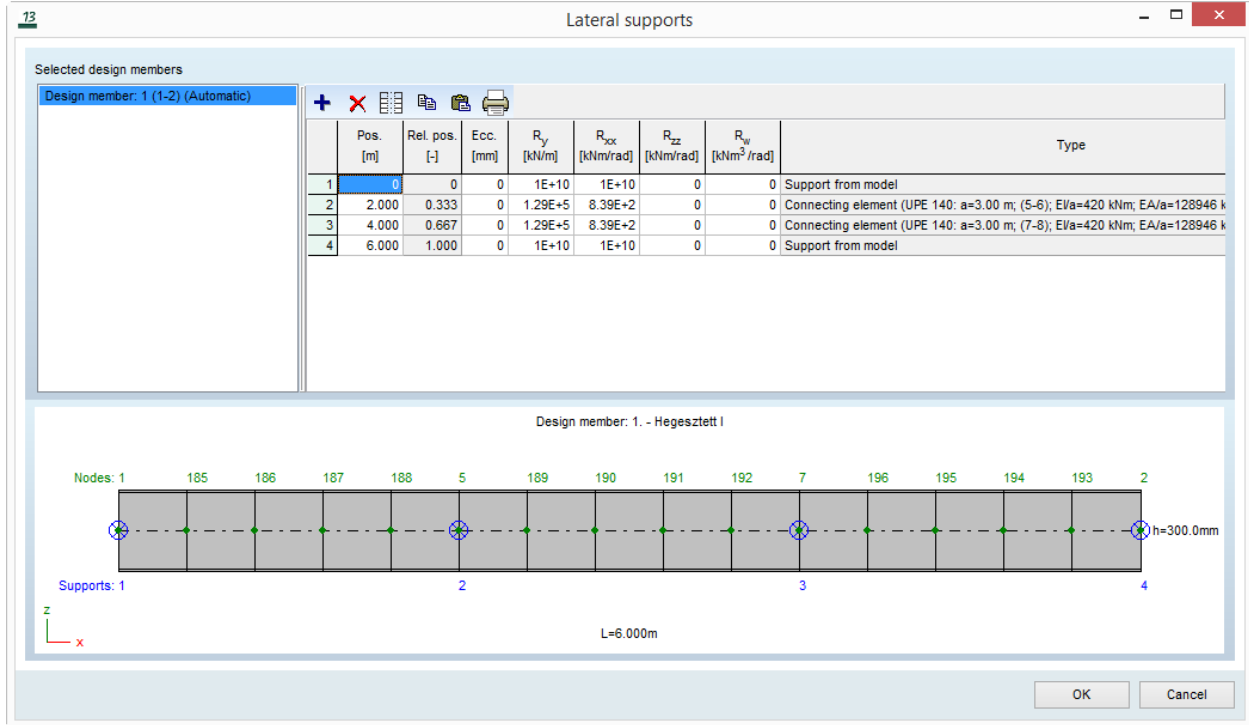 13
Lateral supports
Selected design members
Design member: 1 (1-2) (Automatic)
Pos. [m] Rel. pos. [-] Ecc. [mm] Ry [kN/m] Rxx [kNm/rad] Rzz [kNm/rad] Rw [kNm³/rad] Type
1 0 0 0 1E+10 1E+10 0 0 Support from model
2 2.000 0.333 0 1.29E+5 8.39E+2 0 0 Connecting element (UPE 140: a=3.00 m; (5-6); EI/a=420 kNm; EA/a=128946 k
3 4.000 0.667 0 1.29E+5 8.39E+2 0 0 Connecting element (UPE 140: a=3.00 m; (7-8); EI/a=420 kNm; EA/a=128946 k
4 6.000 1.000 0 1E+10 1E+10 0 0 Support from model
Design member: 1. - Hegesztett I
Nodes: 1 185 186 187 188 5 189 190 191 192 7 196 195 194 193 2
h=300.0mm
Supports: 1 2 3 4
z
x
L=6.000m
OK Cancel